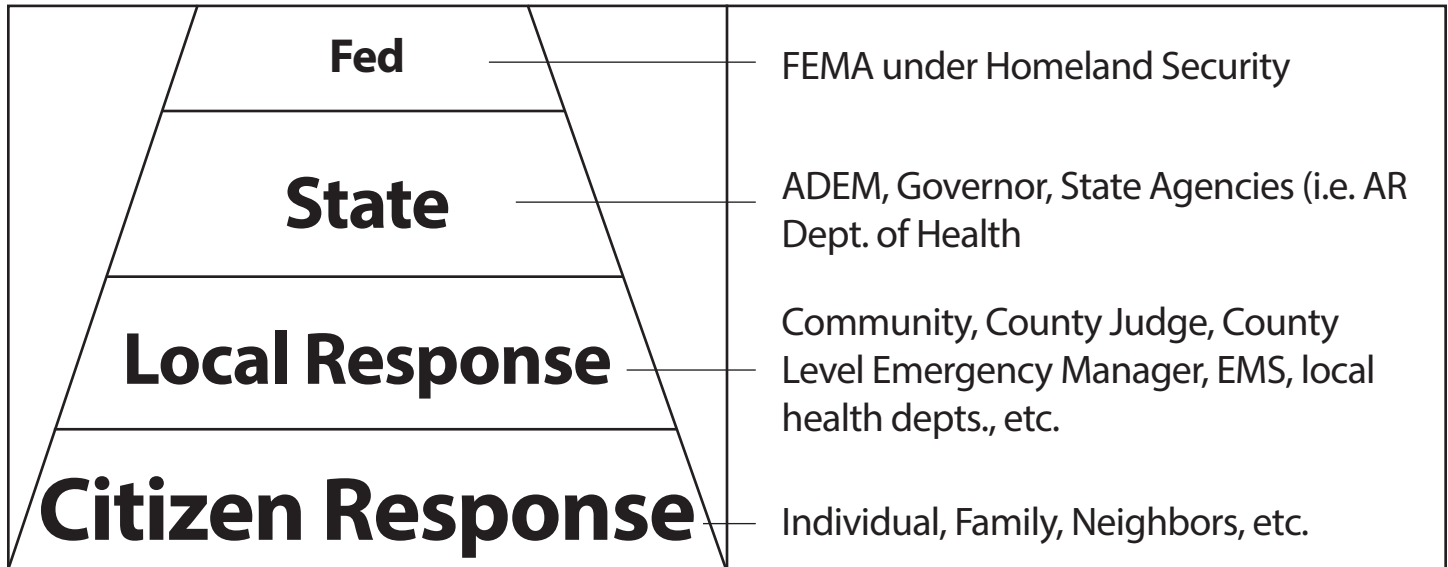 Fed
FEMA under Homeland Security
State
ADEM, Governor, State Agencies (i.e. AR
Dept. of Health
Local Response
Community, County Judge, County
Level Emergency Manager, EMS, local
health depts., etc.
Citizen Response
Individual, Family, Neighbors, etc.